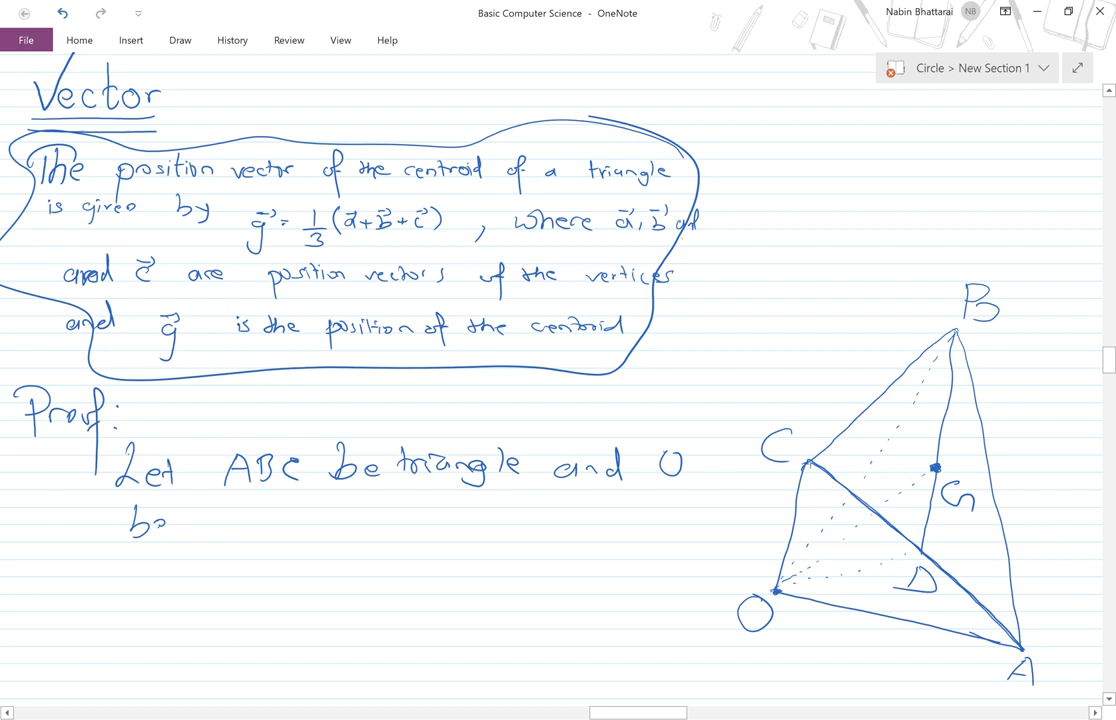 Basic Computer Science - OneNote
Nabin Bhattarai NB
File Home Insert Draw History Review View Help
Circle > New Section 1
Vector
The position vector of the centroid of a triangle
is given by g⃗ = 1/3 (a⃗ + b⃗ + c⃗) , where a⃗, b⃗
and c⃗ are position vectors of the vertices
and g⃗ is the position of the centroid
Proof:
Let ABC be triangle and O
be
B
C
G
D
O
A